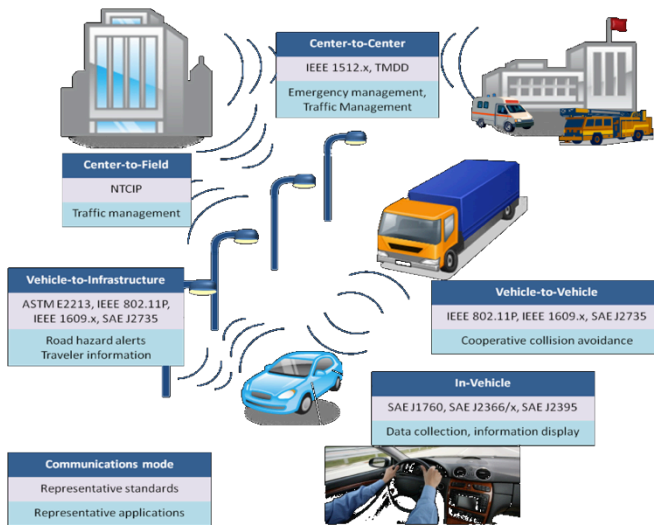 Center-to-Center
IEEE 1512.x, TMDD
Emergency management,
Traffic Management
Center-to-Field
NTCIP
Traffic management
Vehicle-to-Infrastructure
ASTM E2213, IEEE 802.11P,
IEEE 1609.x, SAE J2735
Road hazard alerts
Traveler information
Vehicle-to-Vehicle
IEEE 802.11P, IEEE 1609.x, SAE J2735
Cooperative collision avoidance
In-Vehicle
SAE J1760, SAE J2366/x, SAE J2395
Data collection, information display
Communications mode
Representative standards
Representative applications